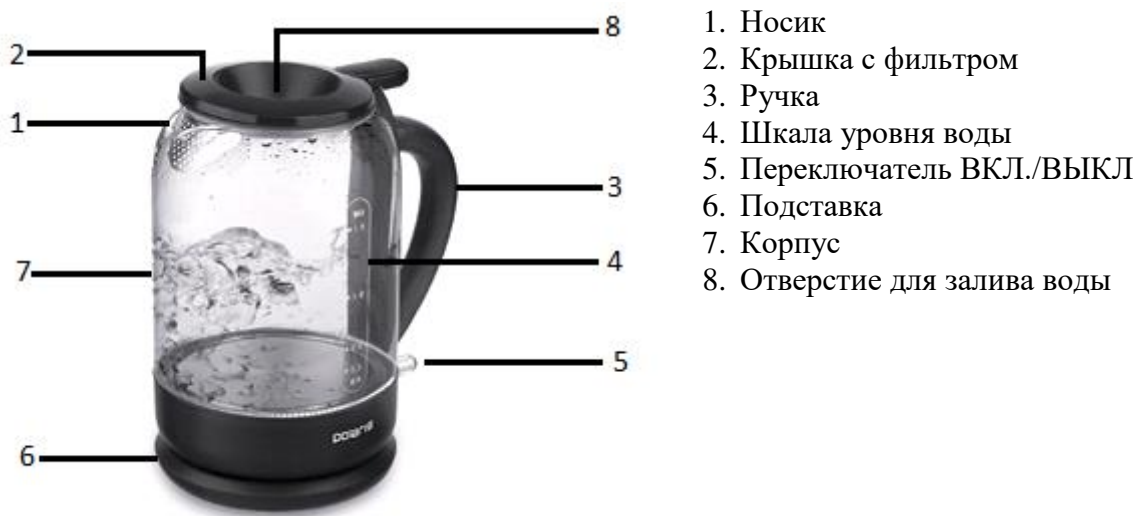 8
2
1
3
7
4
5
6
polaris
1. Носик
2. Крышка с фильтром
3. Ручка
4. Шкала уровня воды
5. Переключатель ВКЛ./ВЫКЛ
6. Подставка
7. Корпус
8. Отверстие для залива воды